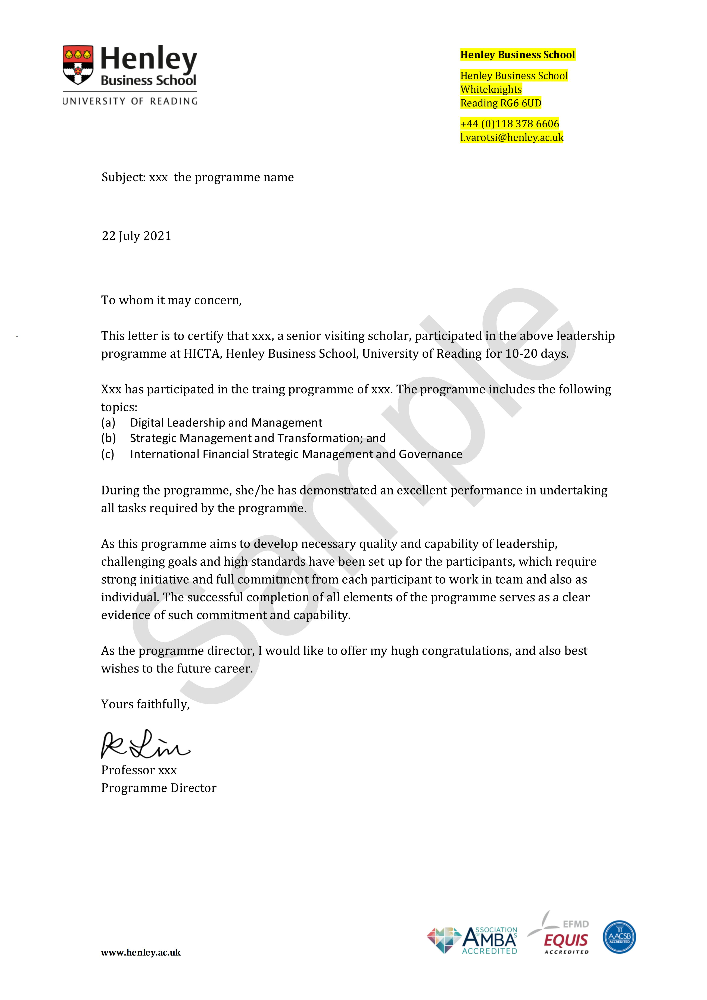 Henley
Business School
UNIVERSITY OF READING
Henley Business School
Henley Business School
Whiteknights
Reading RG6 6UD
+44 (0)118 378 6606
l.varotsi@henley.ac.uk
Subject: xxx  the programme name
22 July 2021
To whom it may concern,
-
This letter is to certify that xxx, a senior visiting scholar, participated in the above leadership
programme at HICTA, Henley Business School, University of Reading for 10-20 days.
Xxx has participated in the traing programme of xxx. The programme includes the following
topics:
(a) Digital Leadership and Management
(b) Strategic Management and Transformation; and
(c) International Financial Strategic Management and Governance
During the programme, she/he has demonstrated an excellent performance in undertaking
all tasks required by the programme.
As this programme aims to develop necessary quality and capability of leadership,
challenging goals and high standards have been set up for the participants, which require
strong initiative and full commitment from each participant to work in team and also as
individual. The successful completion of all elements of the programme serves as a clear
evidence of such commitment and capability.
As the programme director, I would like to offer my hugh congratulations, and also best
wishes to the future career.
Yours faithfully,
Professor xxx
Programme Director
Sample
www.henley.ac.uk
MBA
ASSOCIATION
OF AMBAS
ACCREDITED
EFMD
EQUIS
ACCREDITED
AACSB
ACCREDITED